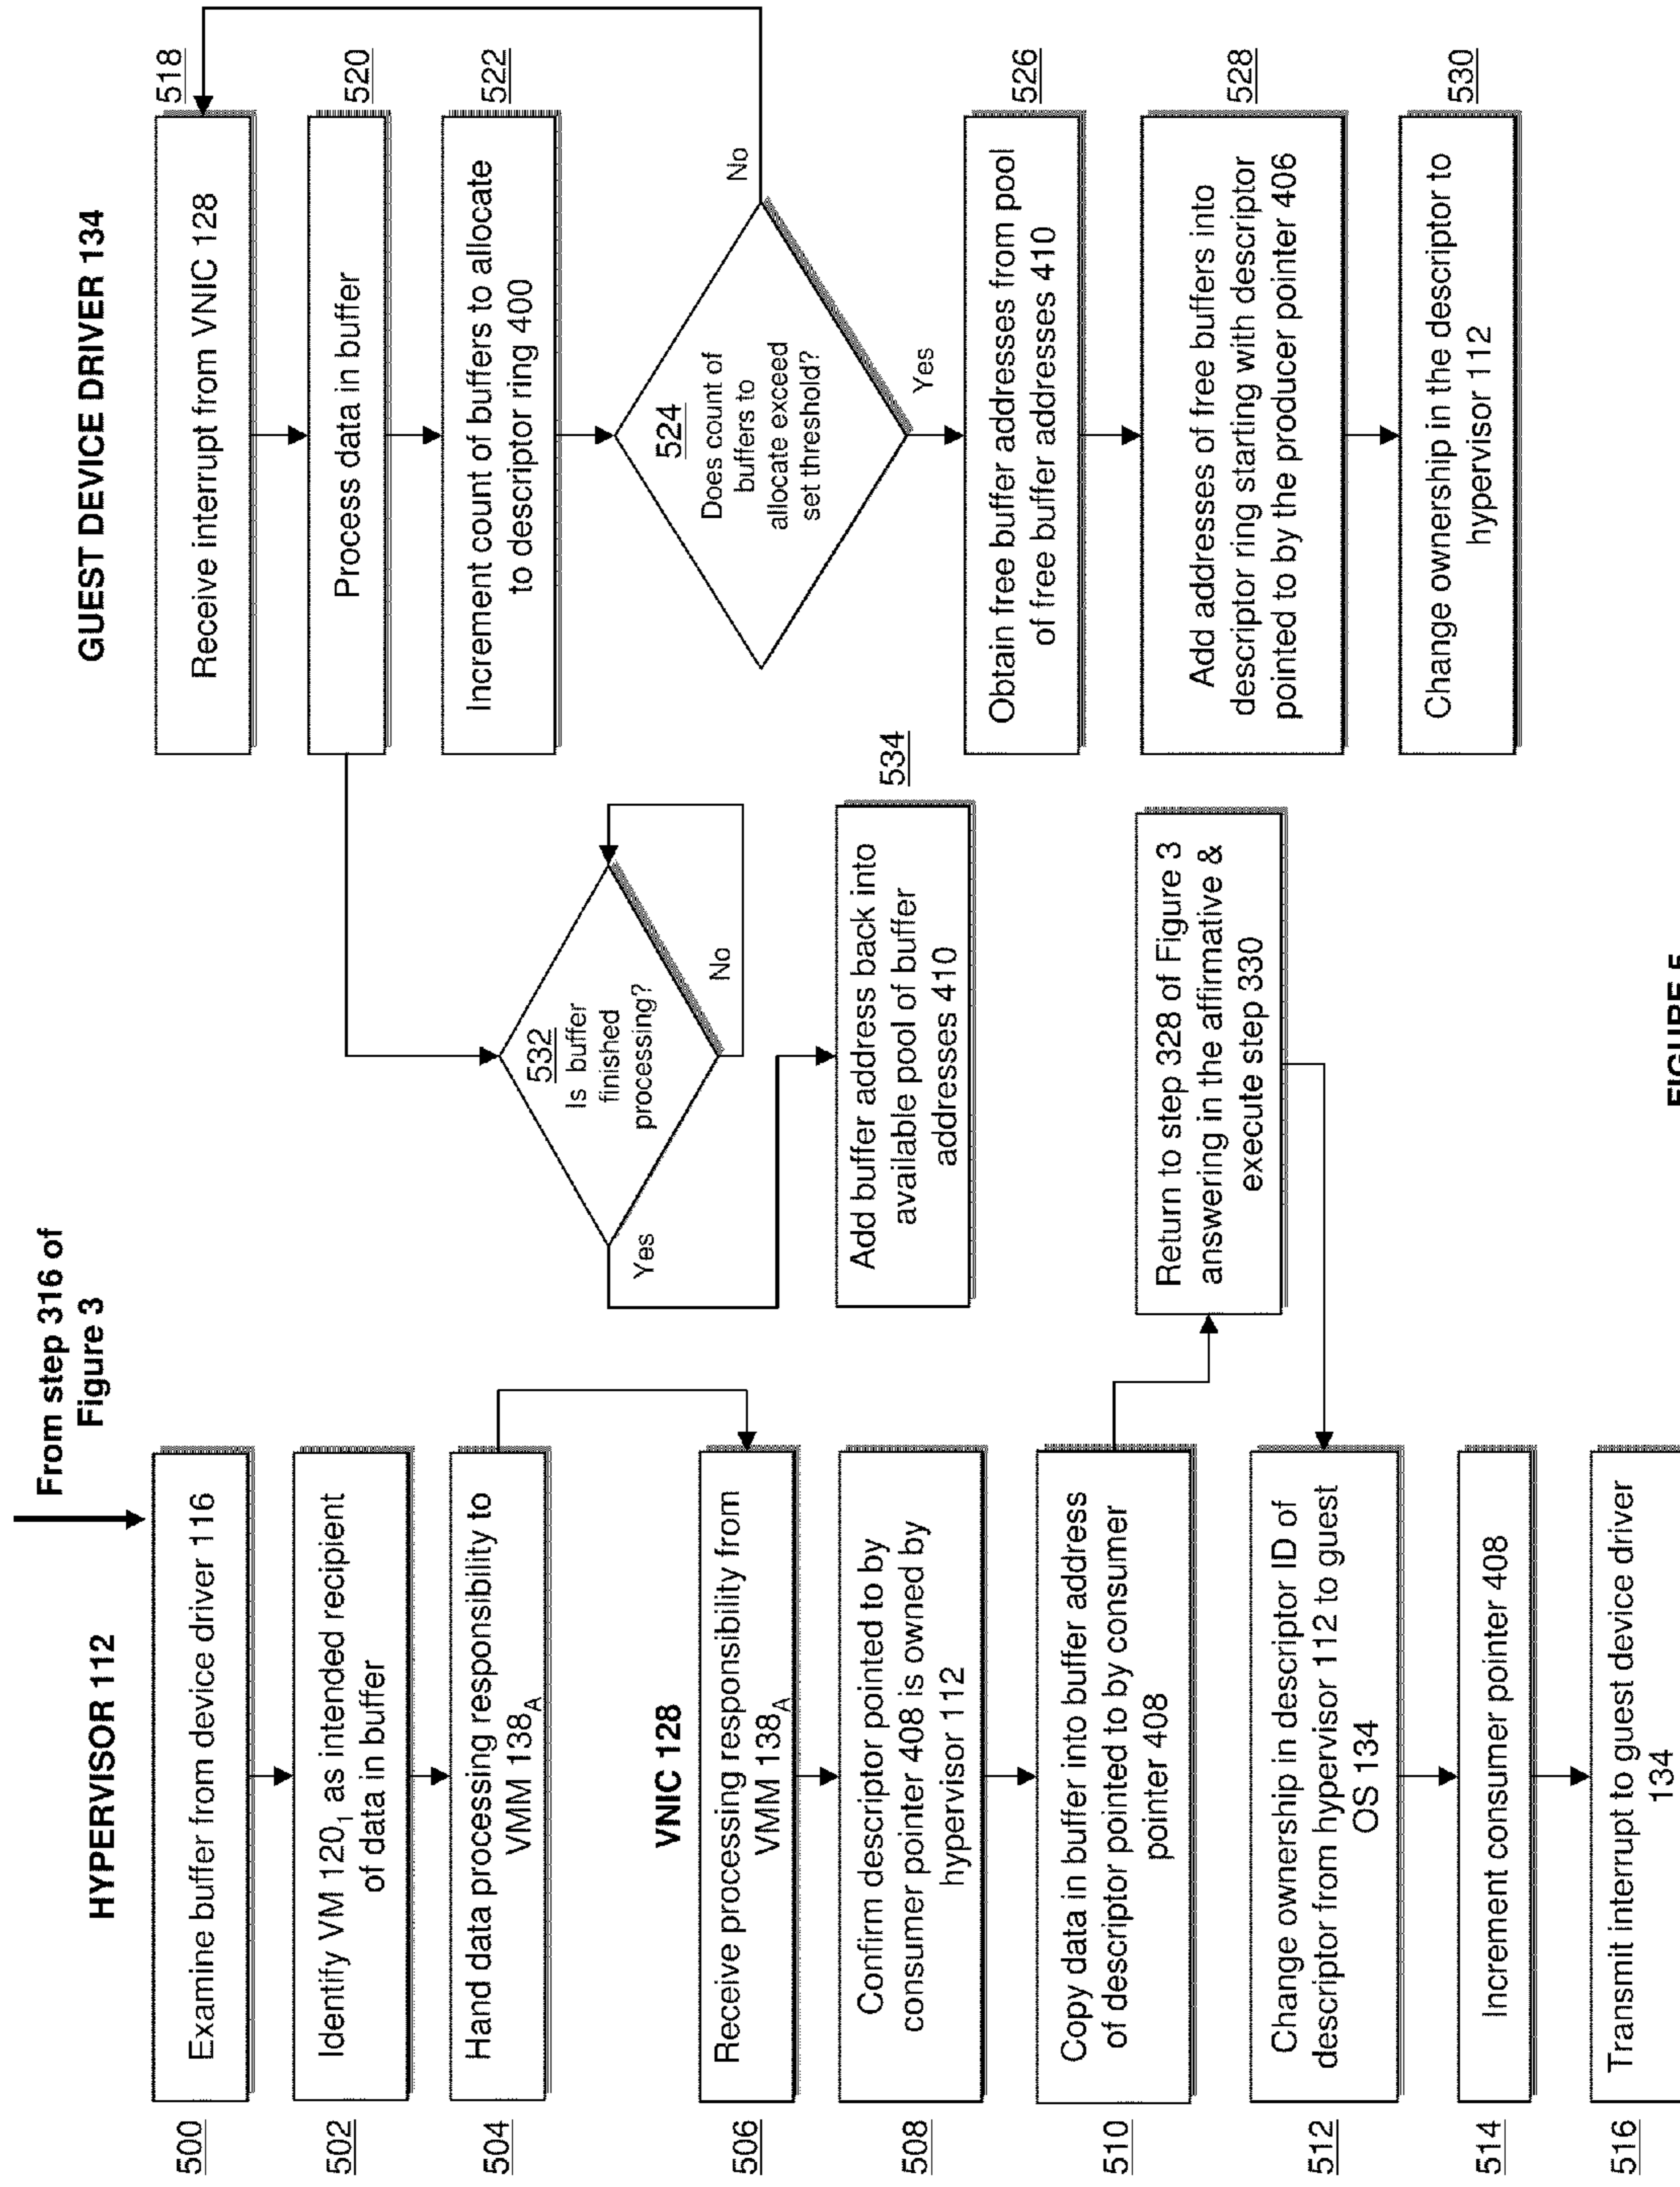 From step 316 of
Figure 3
HYPERVISOR 112
500
Examine buffer from device driver 116
502
Identify VM 120₁ as intended recipient
of data in buffer
504
Hand data processing responsibility to
VMM 138A
VNIC 128
506
Receive processing responsibility from
VMM 138A
508
Confirm descriptor pointed to by
consumer pointer 408 is owned by
hypervisor 112
510
Copy data in buffer into buffer address
of descriptor pointed to by consumer
pointer 408
Return to step 328 of Figure 3
answering in the affirmative &
execute step 330
512
Change ownership in descriptor ID of
descriptor from hypervisor 112 to guest
OS 134
514
Increment consumer pointer 408
516
Transmit interrupt to guest device driver
134
GUEST DEVICE DRIVER 134
518
Receive interrupt from VNIC 128
520
Process data in buffer
522
Increment count of buffers to allocate
to descriptor ring 400
524
Does count of
buffers to
allocate exceed
set threshold?
No
Yes
526
Obtain free buffer addresses from pool
of free buffer addresses 410
528
Add addresses of free buffers into
descriptor ring starting with descriptor
pointed to by the producer pointer 406
530
Change ownership in the descriptor to
hypervisor 112
532
Is buffer
finished
processing?
No
Yes
534
Add buffer address back into
available pool of buffer
addresses 410
FIGURE 5